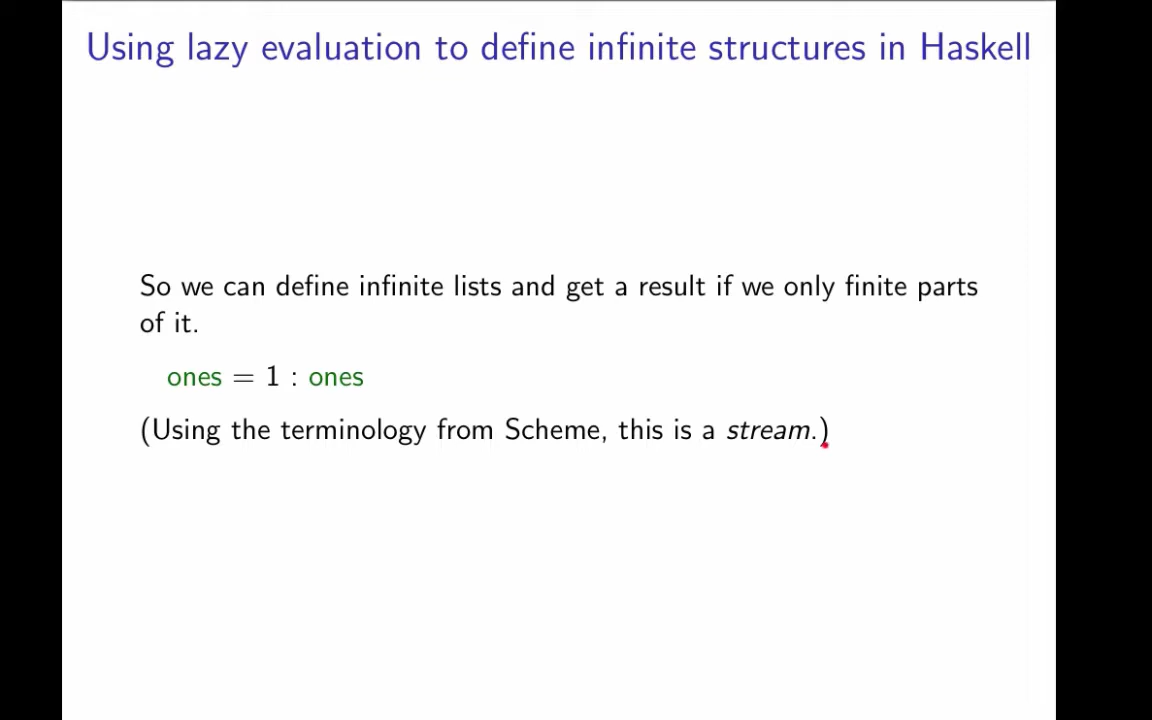 Using lazy evaluation to define infinite structures in Haskell
So we can define infinite lists and get a result if we only finite parts
of it.
ones = 1 : ones
(Using the terminology from Scheme, this is a stream.)